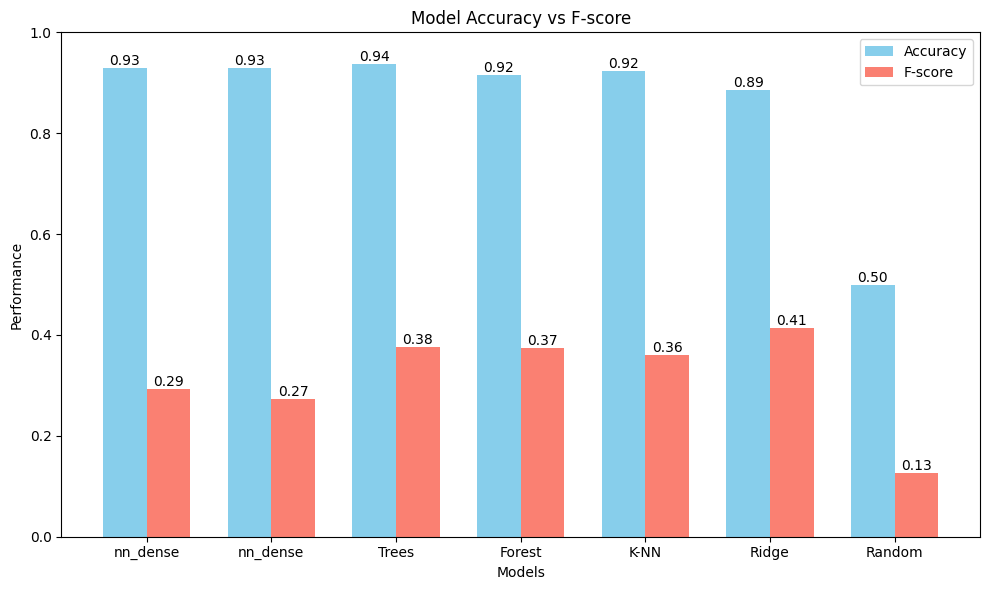 Model Accuracy vs F-score
Accuracy
F-score
Performance
1.0
0.8
0.6
0.4
0.2
0.0
0.93
0.29
0.93
0.27
0.94
0.38
0.92
0.37
0.92
0.36
0.89
0.41
0.50
0.13
nn_dense
nn_dense
Trees
Forest
K-NN
Ridge
Random
Models